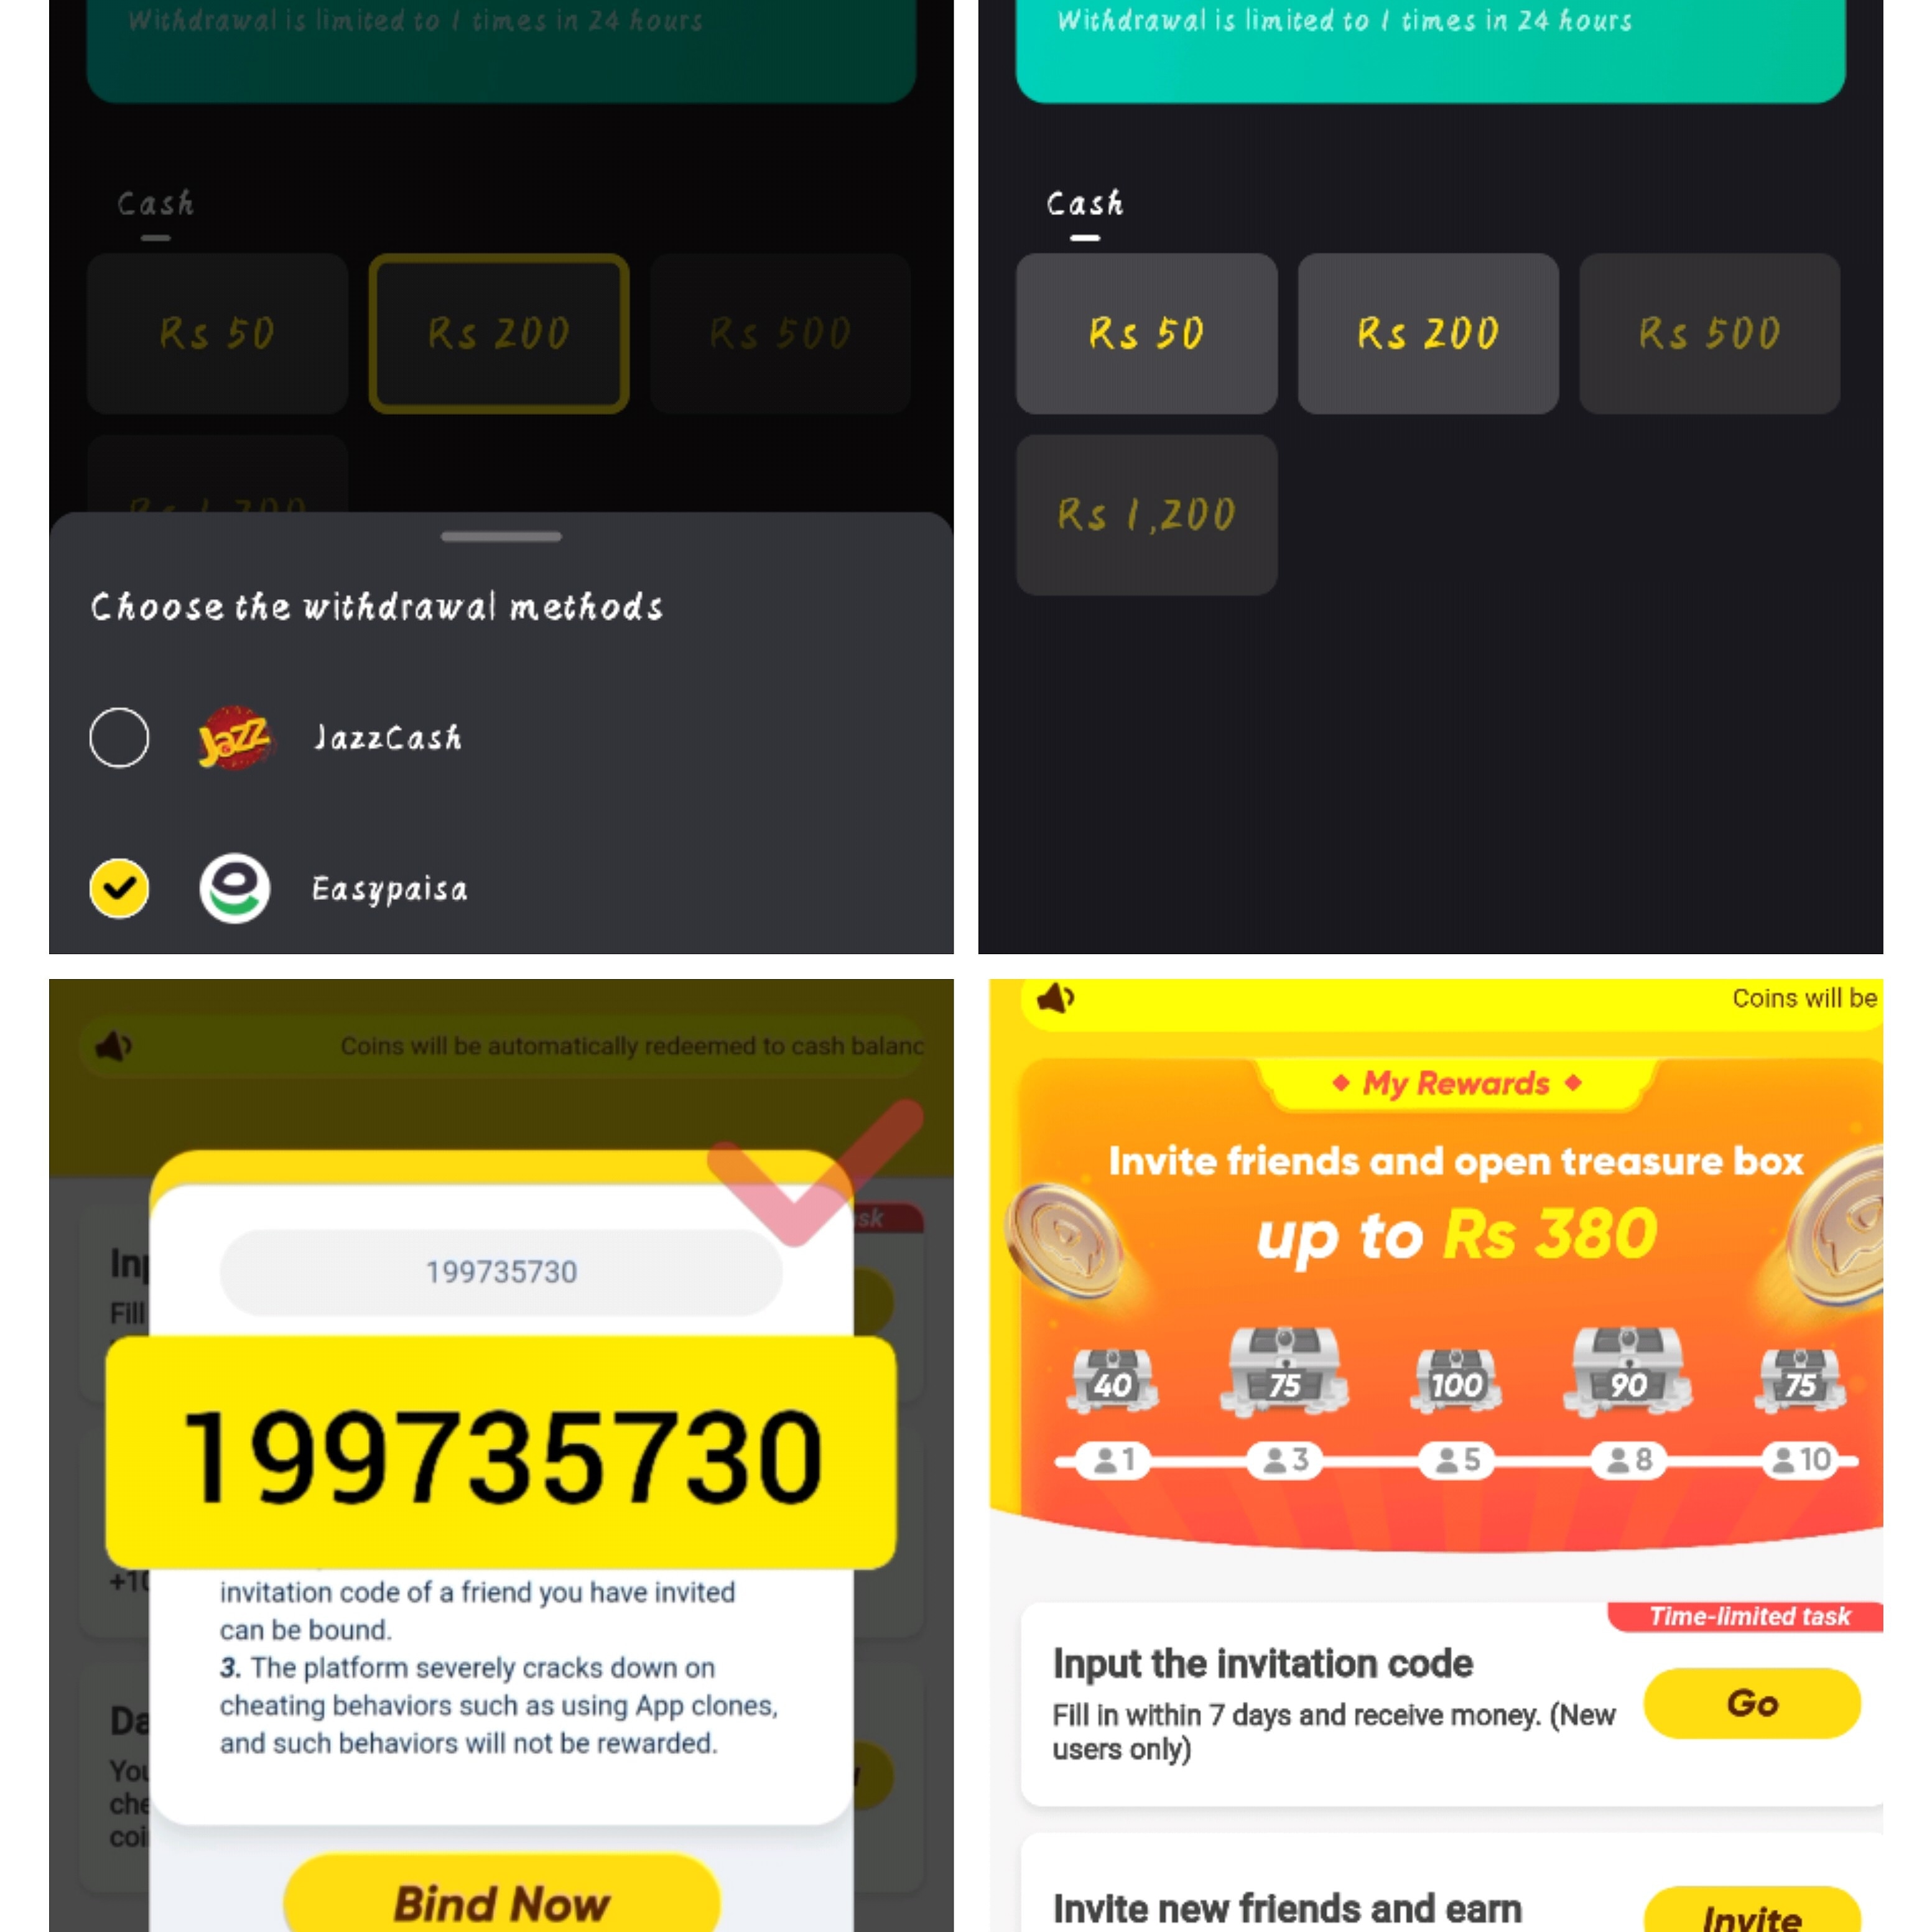 Withdrawal is limited to 1 times in 24 hours
Cash
Rs 50
Rs 200
Rs 500
Rs 1,200
Choose the withdrawal methods
Jazz
JazzCash
Easypaisa
Withdrawal is limited to 1 times in 24 hours
Cash
Rs 50
Rs 200
Rs 500
Rs 1,200
Coins will be automatically redeemed to cash balanc
sk
Inp
Fill
199735730
199735730
+10
invitation code of a friend you have invited
can be bound.
3. The platform severely cracks down on
cheating behaviors such as using App clones,
and such behaviors will not be rewarded.
Da
You
che
coi
Bind Now
Coins will be
My Rewards
Invite friends and open treasure box
up to Rs 380
40
75
100
90
75
1
3
5
8
10
Time-limited task
Input the invitation code
Fill in within 7 days and receive money. (New
users only)
Go
Invite new friends and earn
Invite